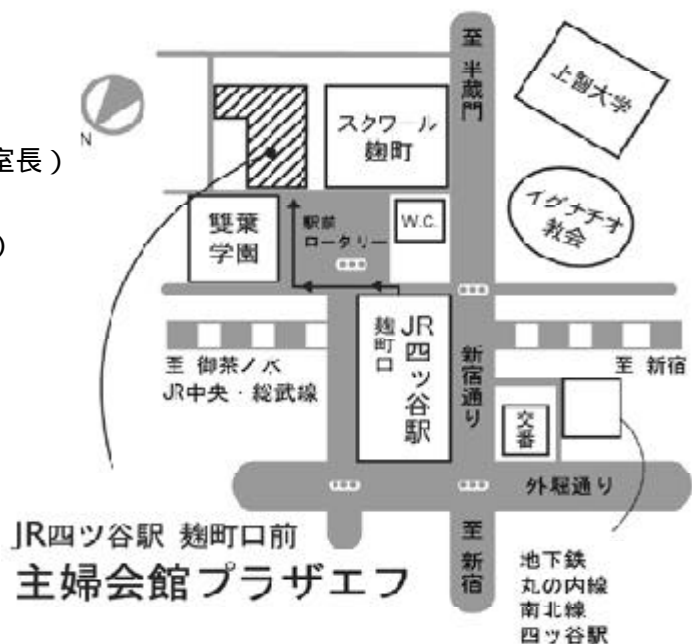 室長）
）
N
至 半蔵門
上智大学
スクワール
麹町
イグナチオ
教会
雙葉
学園
駅前
ロータリー
W.C.
JR四ツ谷駅
麹町口
新宿通り
至 御茶ノ水
JR中央・総武線
至 新宿
交番
外堀通り
至 新宿
地下鉄
丸の内線
南北線
四ツ谷駅
JR四ツ谷駅 麹町口前
主婦会館プラザエフ